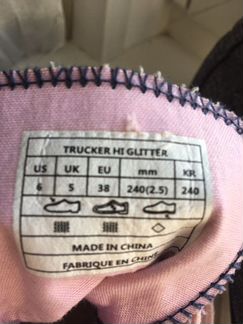 TRUCKER HI GLITTER
US UK EU mm KR
6 5 38 240(2.5) 240
MADE IN CHINA
FABRIQUE EN CHINE